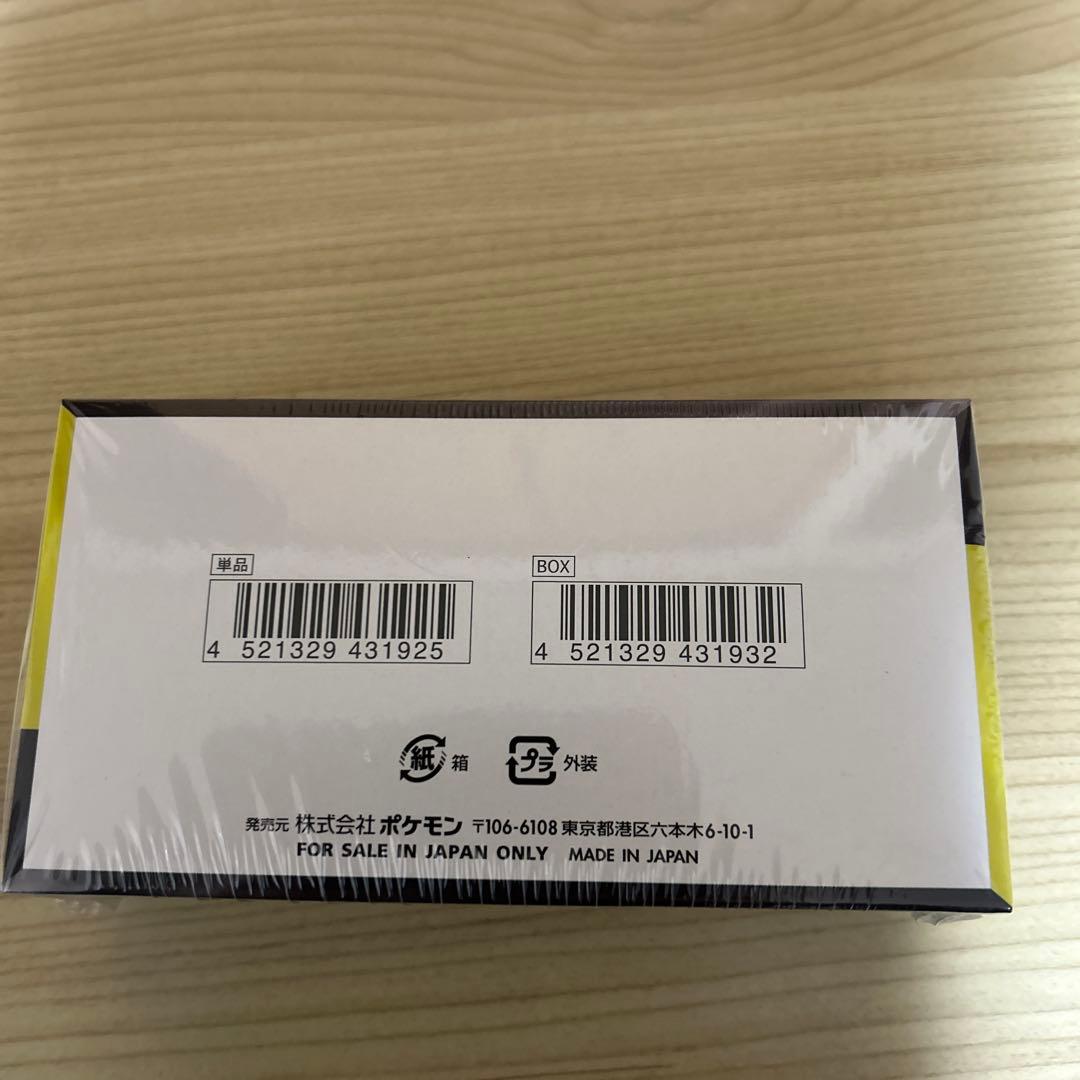 単品
4 521329 431925
BOX
4 521329 431932
紙 箱
プラ 外装
発売元 株式会社ポケモン 〒106-6108 東京都港区六本木6-10-1
FOR SALE IN JAPAN ONLY MADE IN JAPAN